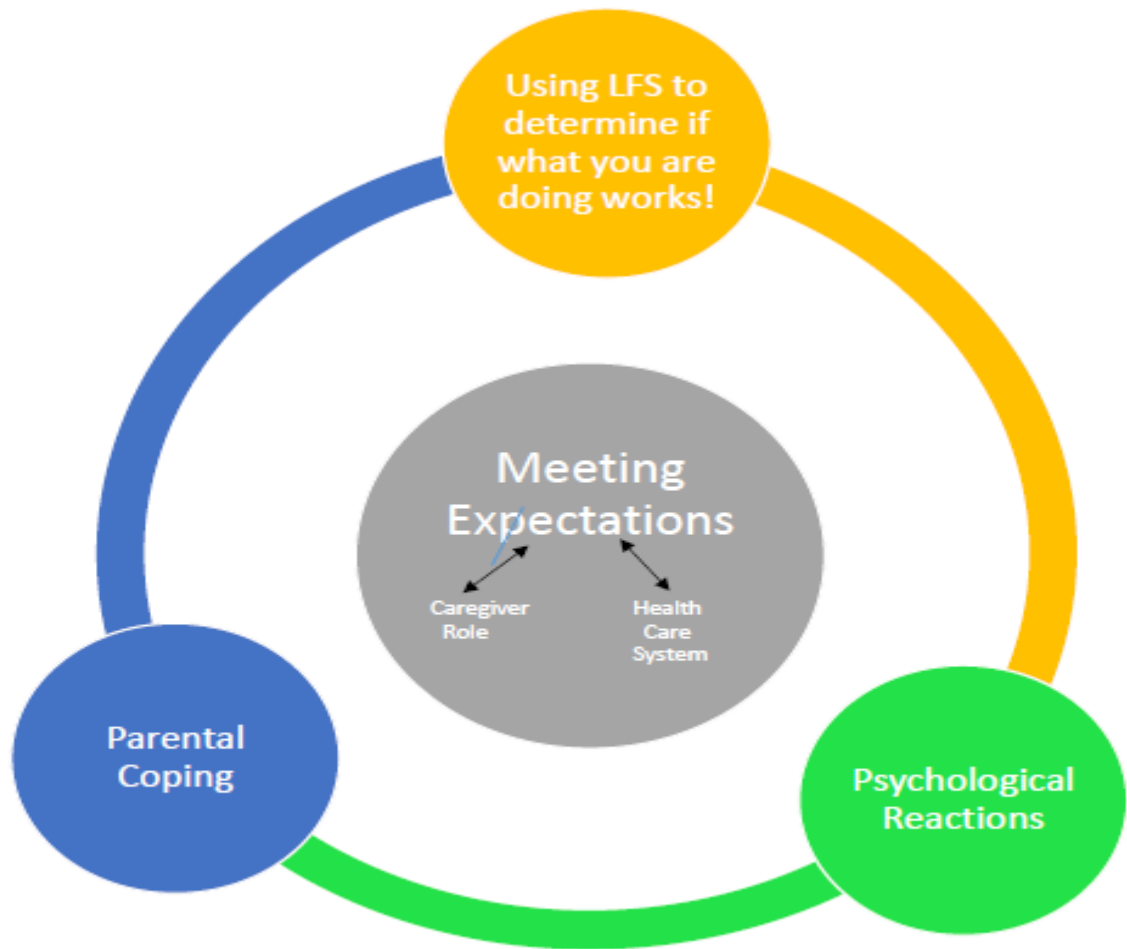 Using LFS to
determine if
what you are
doing works!
Meeting
Expectations
Caregiver
Role
Health
Care
System
Parental
Coping
Psychological
Reactions